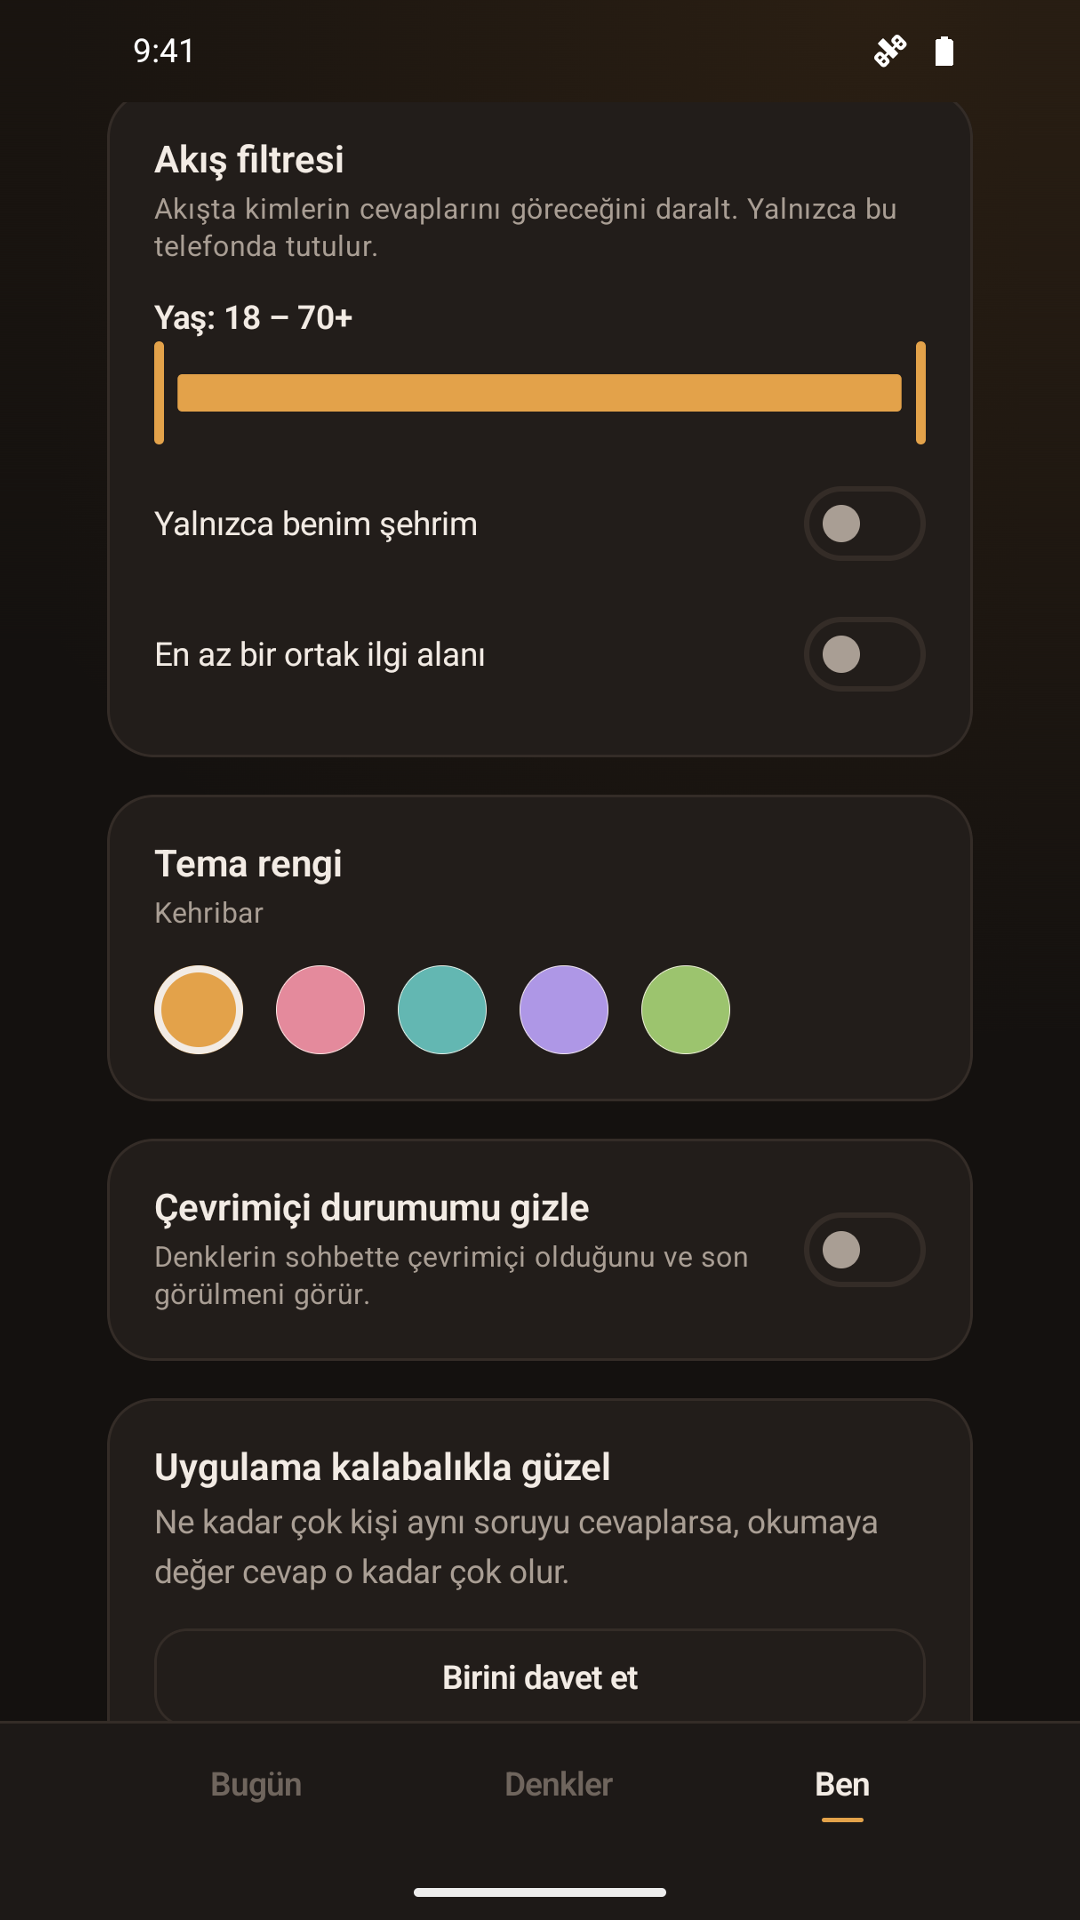 9:41
Akış filtresi
Akışta kimlerin cevaplarını göreceğini daralt. Yalnızca bu
telefonda tutulur.
Yaş: 18 – 70+
Yalnızca benim şehrim
En az bir ortak ilgi alanı
Tema rengi
Kehribar
Çevrimiçi durumumu gizle
Denklerin sohbette çevrimiçi olduğunu ve son
görülmeni görür.
Uygulama kalabalıkla güzel
Ne kadar çok kişi aynı soruyu cevaplarsa, okumaya
değer cevap o kadar çok olur.
Birini davet et
Bugün
Denkler
Ben